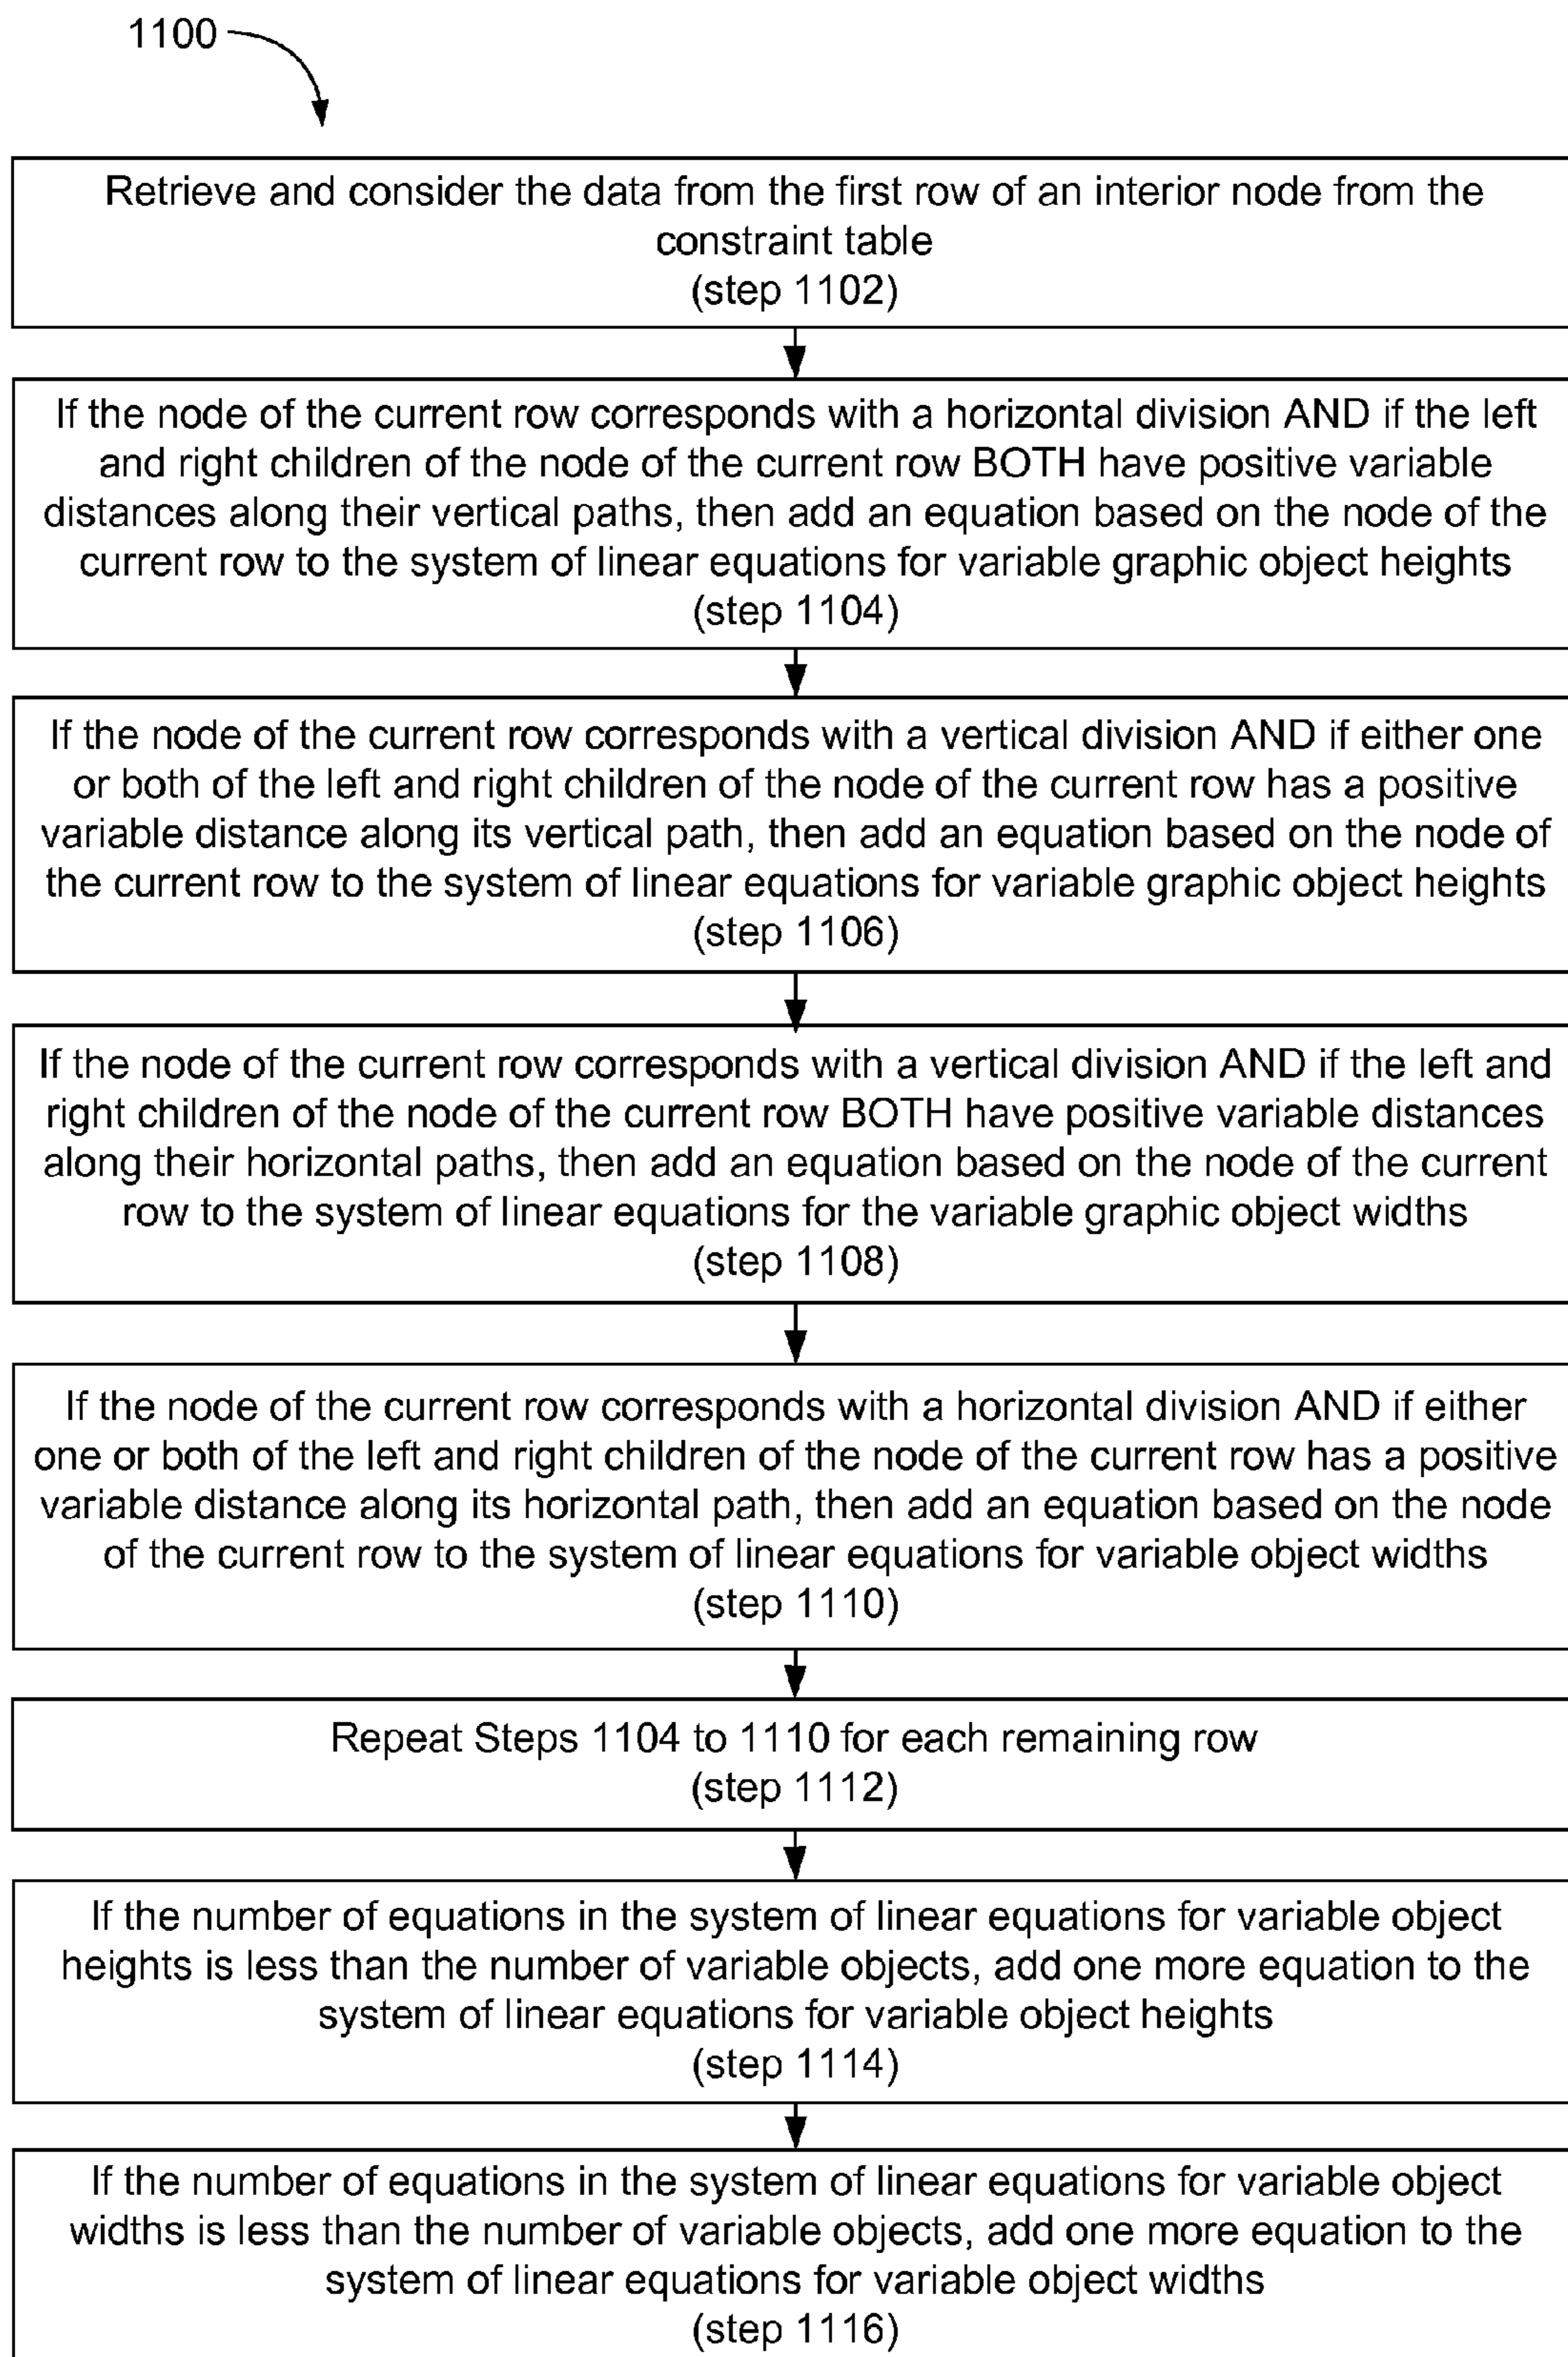 1100
Retrieve and consider the data from the first row of an interior node from the
constraint table
(step 1102)
If the node of the current row corresponds with a horizontal division AND if the left
and right children of the node of the current row BOTH have positive variable
distances along their vertical paths, then add an equation based on the node of the
current row to the system of linear equations for variable graphic object heights
(step 1104)
If the node of the current row corresponds with a vertical division AND if either one
or both of the left and right children of the node of the current row has a positive
variable distance along its vertical path, then add an equation based on the node of
the current row to the system of linear equations for variable graphic object heights
(step 1106)
If the node of the current row corresponds with a vertical division AND if the left and
right children of the node of the current row BOTH have positive variable distances
along their horizontal paths, then add an equation based on the node of the current
row to the system of linear equations for the variable graphic object widths
(step 1108)
If the node of the current row corresponds with a horizontal division AND if either
one or both of the left and right children of the node of the current row has a positive
variable distance along its horizontal path, then add an equation based on the node
of the current row to the system of linear equations for variable object widths
(step 1110)
Repeat Steps 1104 to 1110 for each remaining row
(step 1112)
If the number of equations in the system of linear equations for variable object
heights is less than the number of variable objects, add one more equation to the
system of linear equations for variable object heights
(step 1114)
If the number of equations in the system of linear equations for variable object
widths is less than the number of variable objects, add one more equation to the
system of linear equations for variable object widths
(step 1116)